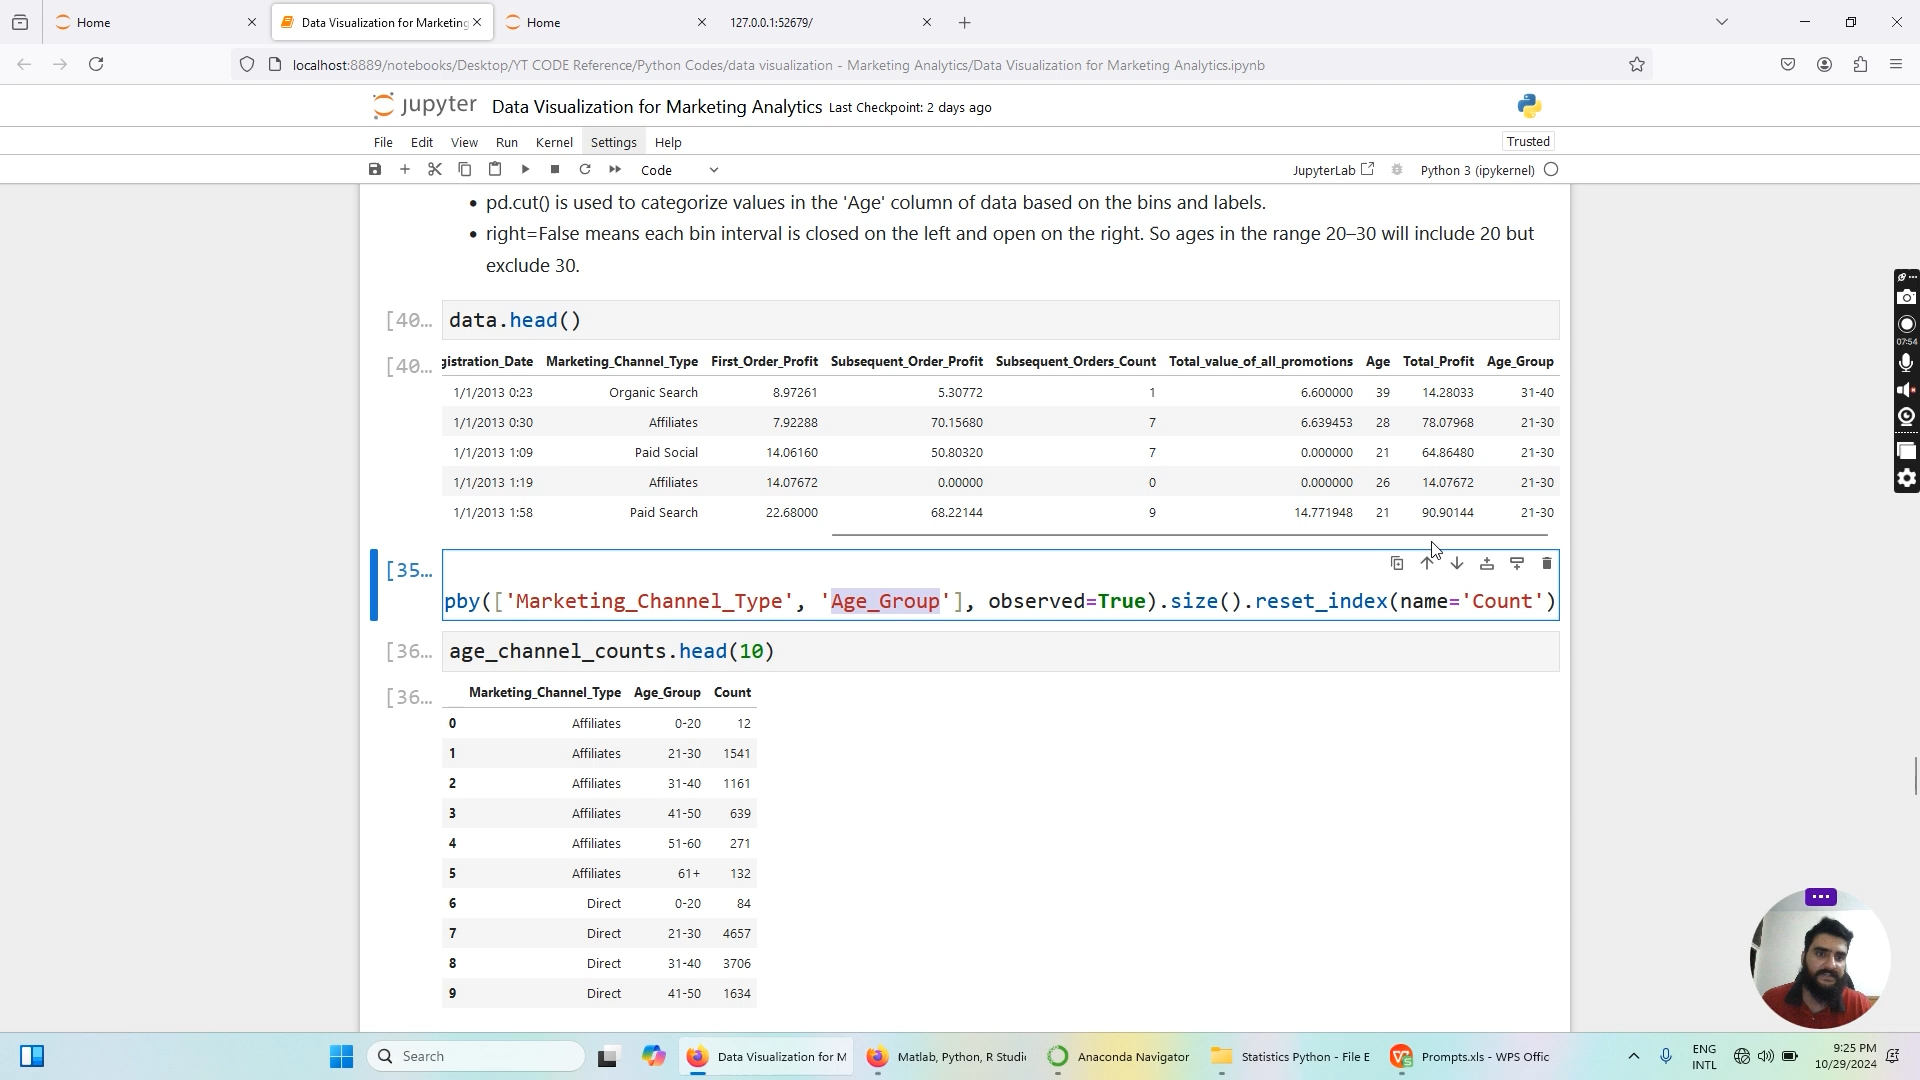 Home
Data Visualization for Marketing
Home
127.0.0.1:52679/
localhost:8889/notebooks/Desktop/YT CODE Reference/Python Codes/data visualization - Marketing Analytics/Data Visualization for Marketing Analytics.ipynb
jupyter Data Visualization for Marketing Analytics Last Checkpoint: 2 days ago
File Edit View Run Kernel Settings Help
Trusted
Code
JupyterLab
Python 3 (ipykernel)
• pd.cut() is used to categorize values in the 'Age' column of data based on the bins and labels.
• right=False means each bin interval is closed on the left and open on the right. So ages in the range 20–30 will include 20 but
exclude 30.
[40... data.head()
[40... gistration_Date Marketing_Channel_Type First_Order_Profit Subsequent_Order_Profit Subsequent_Orders_Count Total_value_of_all_promotions Age Total_Profit Age_Group
1/1/2013 0:23 Organic Search 8.97261 5.30772 1 6.600000 39 14.28033 31-40
1/1/2013 0:30 Affiliates 7.92288 70.15680 7 6.639453 28 78.07968 21-30
1/1/2013 1:09 Paid Social 14.06160 50.80320 7 0.000000 21 64.86480 21-30
1/1/2013 1:19 Affiliates 14.07672 0.00000 0 0.000000 26 14.07672 21-30
1/1/2013 1:58 Paid Search 22.68000 68.22144 9 14.771948 21 90.90144 21-30
07:54
[35...
pby(['Marketing_Channel_Type', 'Age_Group'], observed=True).size().reset_index(name='Count')
[36... age_channel_counts.head(10)
[36... Marketing_Channel_Type Age_Group Count
0 Affiliates 0-20 12
1 Affiliates 21-30 1541
2 Affiliates 31-40 1161
3 Affiliates 41-50 639
4 Affiliates 51-60 271
5 Affiliates 61+ 132
6 Direct 0-20 84
7 Direct 21-30 4657
8 Direct 31-40 3706
9 Direct 41-50 1634
Search
Data Visualization for M
Matlab, Python, R Studi
Anaconda Navigator
Statistics Python - File E
Prompts.xls - WPS Offic
ENG
INTL
9:25 PM
10/29/2024